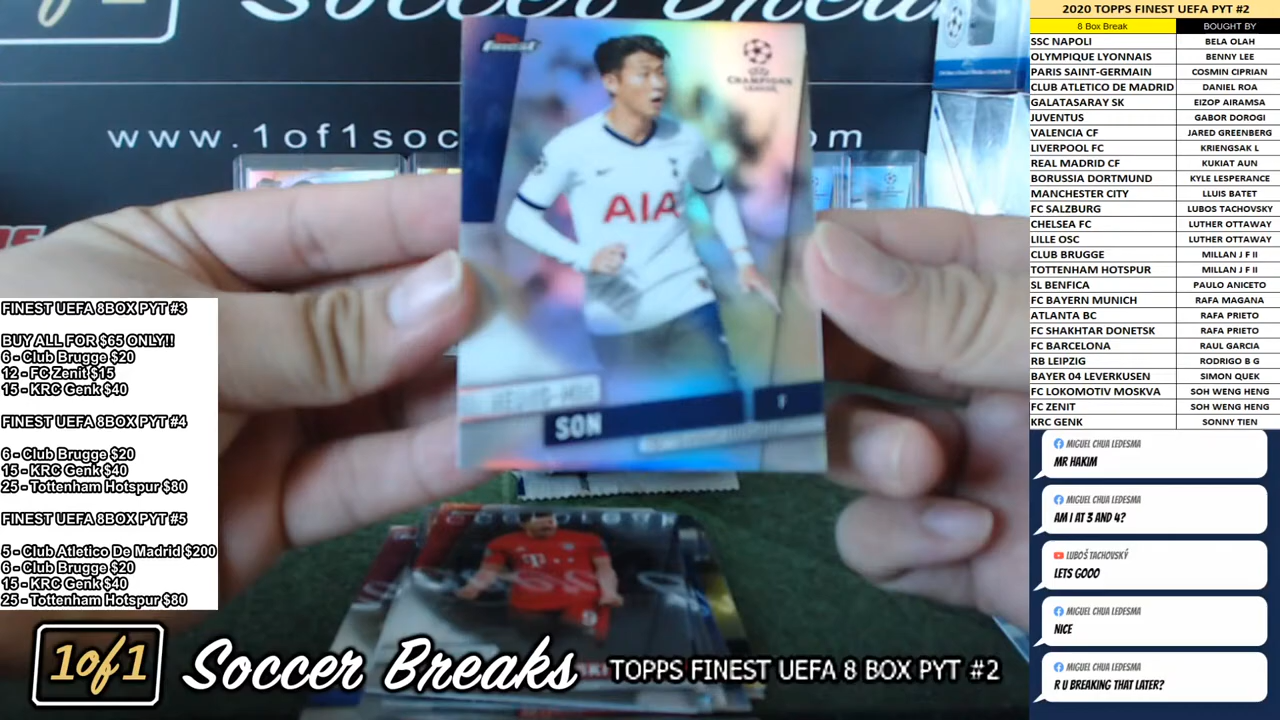 Soccer Breaks
www.1of1soc
om
FINEST
CHAMPIONS
LEAGUE
AIA
SON
7
FINEST UEFA 8BOX PYT #3
BUY ALL FOR $65 ONLY!!
6 - Club Brugge $20
12 - FC Zenit $15
15 - KRC Genk $40
FINEST UEFA 8BOX PYT #4
6 - Club Brugge $20
15 - KRC Genk $40
25 - Tottenham Hotspur $80
FINEST UEFA 8BOX PYT #5
5 - Club Atletico De Madrid $200
6 - Club Brugge $20
15 - KRC Genk $40
25 - Tottenham Hotspur $80
1of1 Soccer Breaks TOPPS FINEST UEFA 8 BOX PYT #2
2020 TOPPS FINEST UEFA PYT #2
8 Box Break BOUGHT BY
SSC NAPOLI BELA OLAH
OLYMPIQUE LYONNAIS BENNY LEE
PARIS SAINT-GERMAIN COSMIN CIPRIAN
CLUB ATLETICO DE MADRID DANIEL ROA
GALATASARAY SK EIZOP AIRAMSA
JUVENTUS GABOR DOROGI
VALENCIA CF JARED GREENBERG
LIVERPOOL FC KRIENGSAK L
REAL MADRID CF KUKIAT AUN
BORUSSIA DORTMUND KYLE LESPERANCE
MANCHESTER CITY LLUIS BATET
FC SALZBURG LUBOS TACHOVSKY
CHELSEA FC LUTHER OTTAWAY
LILLE OSC LUTHER OTTAWAY
CLUB BRUGGE MILLAN J F II
TOTTENHAM HOTSPUR MILLAN J F II
SL BENFICA PAULO ANICETO
FC BAYERN MUNICH RAFA MAGANA
ATLANTA BC RAFA PRIETO
FC SHAKHTAR DONETSK RAFA PRIETO
FC BARCELONA RAUL GARCIA
RB LEIPZIG RODRIGO B G
BAYER 04 LEVERKUSEN SIMON QUEK
FC LOKOMOTIV MOSKVA SOH WENG HENG
FC ZENIT SOH WENG HENG
KRC GENK SONNY TIEN
MIGUEL CHUA LEDESMA
MR HAKIM
MIGUEL CHUA LEDESMA
AM I AT 3 AND 4?
LUBOŠ TACHOVSKÝ
LETS GOOO
MIGUEL CHUA LEDESMA
NICE
MIGUEL CHUA LEDESMA
R U BREAKING THAT LATER?